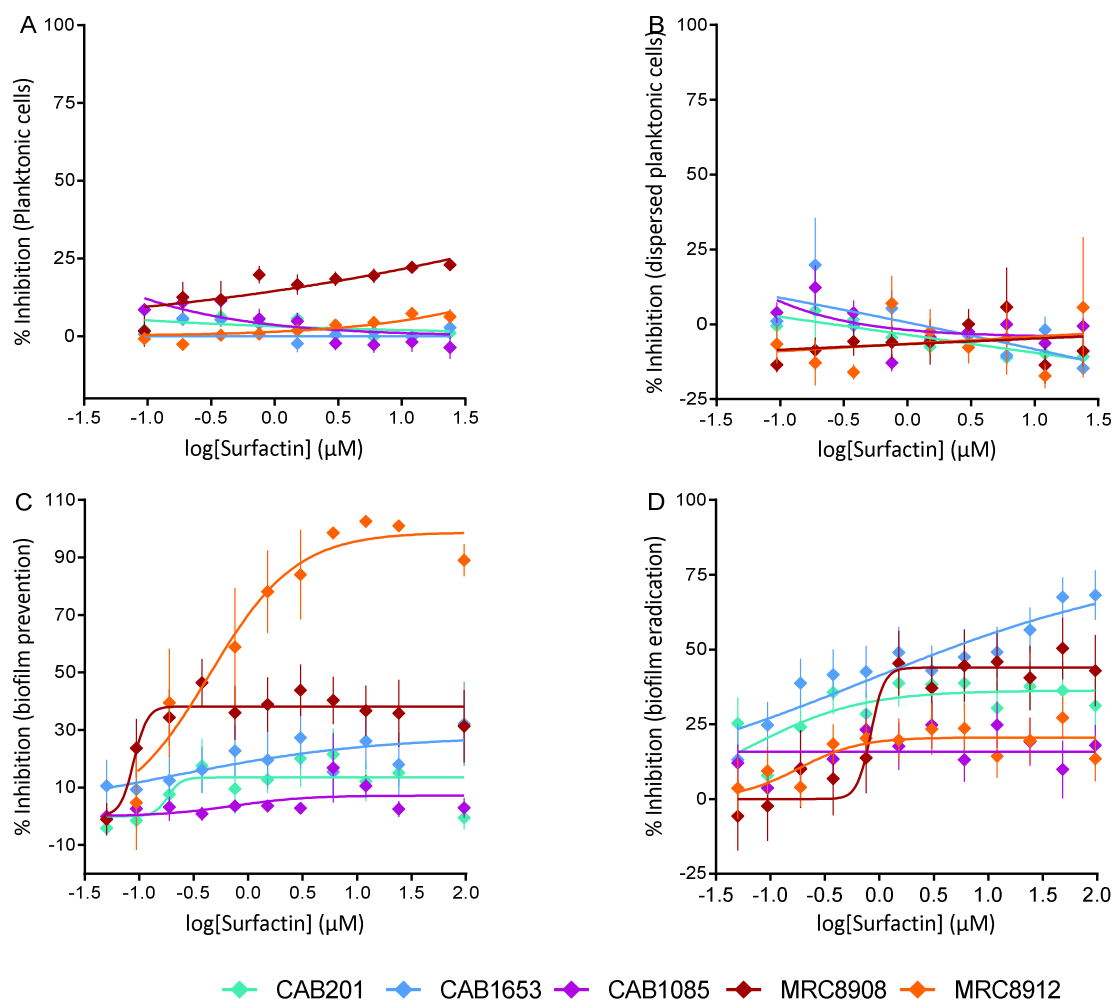 A
% Inhibition (Planktonic cells)
100
75
50
25
0
-1.5 -1.0 -0.5 0.0 0.5 1.0 1.5
log[Surfactin] (µM)
B
% Inhibition (dispersed planktonic cells)
100
75
50
25
0
-25
-1.5 -1.0 -0.5 0.0 0.5 1.0 1.5
log[Surfactin] (µM)
C
% Inhibition (biofilm prevention)
110
90
70
50
30
10
-10
-1.5 -1.0 -0.5 0.0 0.5 1.0 1.5 2.0
log[Surfactin] (µM)
D
% Inhibition (biofilm eradication)
100
75
50
25
0
-25
-1.5 -1.0 -0.5 0.0 0.5 1.0 1.5 2.0
log[Surfactin] (µM)
CAB201 CAB1653 CAB1085 MRC8908 MRC8912